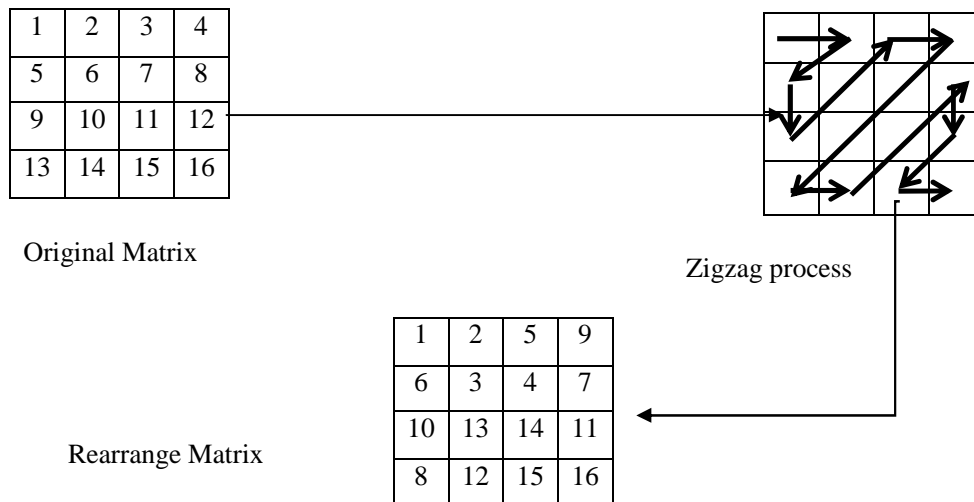 1 2 3 4
5 6 7 8
9 10 11 12
13 14 15 16
Original Matrix
Zigzag process
1 2 5 9
6 3 4 7
10 13 14 11
8 12 15 16
Rearrange Matrix